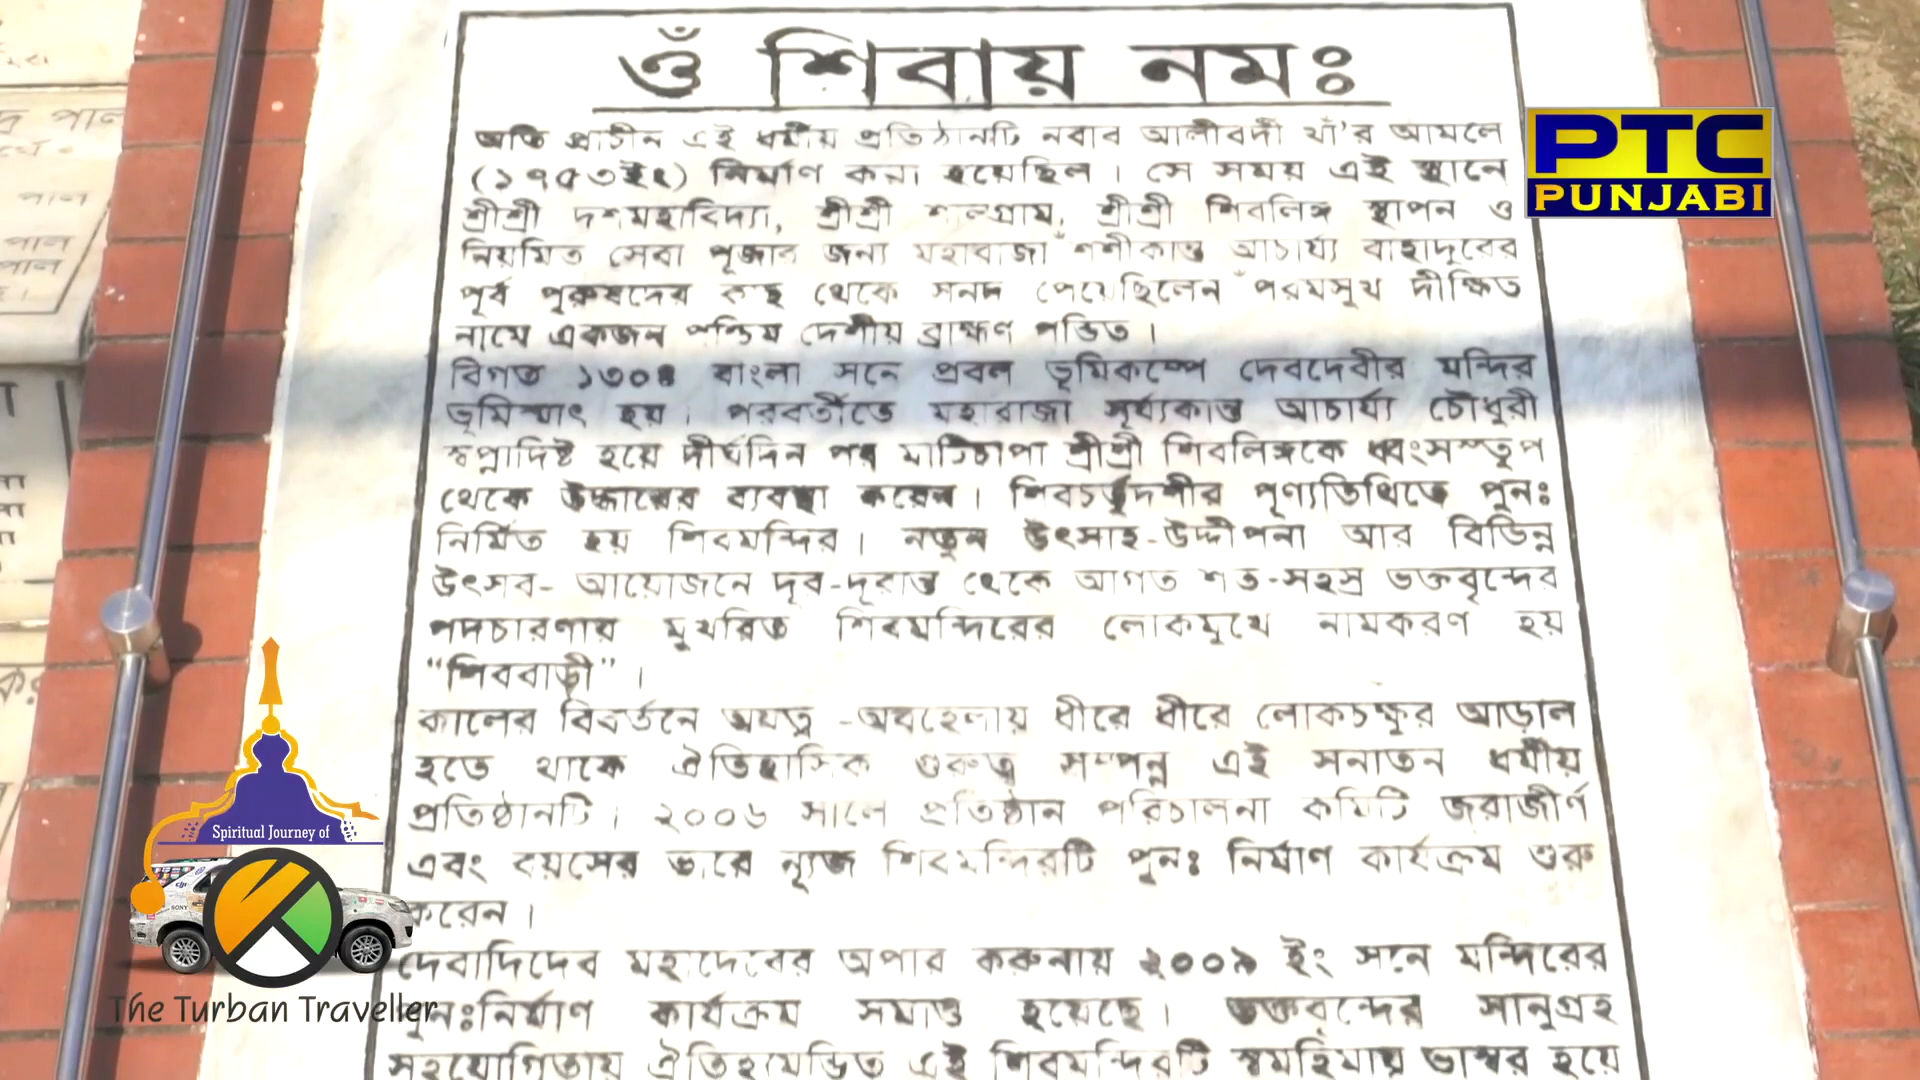 ওঁ শিবায় নমঃ
অতি প্রাচীন এই ধর্মীয় প্রতিষ্ঠানটি নবাব আলীবর্দী খাঁ'র আমলে
(১৭৫৩ইং) নির্মাণ করা হয়েছিল। সে সময় এই স্থানে
শ্রীশ্রী দশমহাবিদ্যা, শ্রীশ্রী শালগ্রাম, শ্রীশ্রী শিবলিঙ্গ স্থাপন ও
নিয়মিত সেবা পূজার জন্য মহারাজা শশীকান্ত আচার্য্য বাহাদুরের
পূর্ব পুরুষদের কাছ থেকে সনদ পেয়েছিলেন পরমসুখ দীক্ষিত
নামে একজন পশ্চিম দেশীয় ব্রাহ্মণ পন্ডিত।
বিগত ১৩০৪ বাংলা সনে প্রবল ভূমিকম্পে দেবদেবীর মন্দির
ভূমিস্মাৎ হয়। পরবর্তীতে মহারাজা সূর্য্যকান্ত আচার্য্য চৌধুরী
স্বপ্নাদিষ্ট হয়ে দীর্ঘদিন পর মাটিচাপা শ্রীশ্রী শিবলিঙ্গকে ধ্বংসস্তুপ
থেকে উদ্ধারের ব্যবস্থা করেন। শিবচর্তুদশীর পূণ্যতিথিতে পুনঃ
নির্মিত হয় শিবমন্দির। নতুন উৎসাহ-উদ্দীপনা আর বিভিন্ন
উৎসব- আয়োজনে দূর-দূরান্ত থেকে আগত শত-সহস্র ভক্তবৃন্দের
পদচারণায় মুখরিত শিবমন্দিরের লোকমুখে নামকরণ হয়
"শিববাড়ী"।
কালের বিবর্তনে অযত্ন -অবহেলায় ধীরে ধীরে লোকচক্ষুর আড়াল
হতে থাকে ঐতিহাসিক গুরুত্ব সম্পন্ন এই সনাতন ধর্মীয়
প্রতিষ্ঠানটি। ২০০৬ সালে প্রতিষ্ঠান পরিচালনা কমিটি জরাজীর্ণ
এবং বয়সের ভারে ন্যুজ শিবমন্দিরটি পুনঃ নির্মাণ কার্যক্রম শুরু
করেন।
দেবাদিদেব মহাদেবের অপার করুনায় ২০০৯ ইং সনে মন্দিরের
পুনঃনির্মাণ কার্যক্রম সমাপ্ত হয়েছে। ভক্তবৃন্দের সানুগ্রহ
সহযোগিতায় ঐতিহ্যমন্ডিত এই শিবমন্দিরটি স্বমহিমায় ভাস্বর হয়ে
PTC
PUNJABI
Spiritual Journey of
The Turban Traveller
পাল
পাল
পাল
পাল